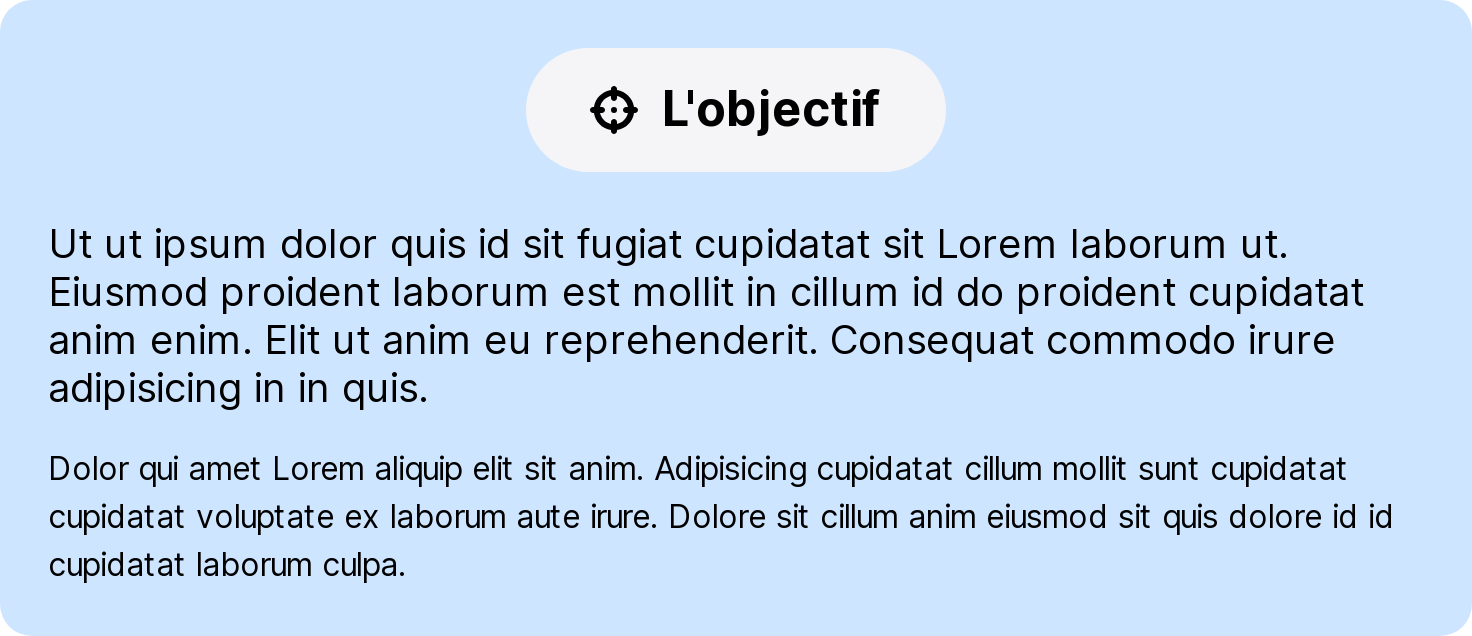 L'objectif
Ut ut ipsum dolor quis id sit fugiat cupidatat sit Lorem laborum ut.
Eiusmod proident laborum est mollit in cillum id do proident cupidatat
anim enim. Elit ut anim eu reprehenderit. Consequat commodo irure
adipisicing in in quis.
Dolor qui amet Lorem aliquip elit sit anim. Adipisicing cupidatat cillum mollit sunt cupidatat
cupidatat voluptate ex laborum aute irure. Dolore sit cillum anim eiusmod sit quis dolore id id
cupidatat laborum culpa.